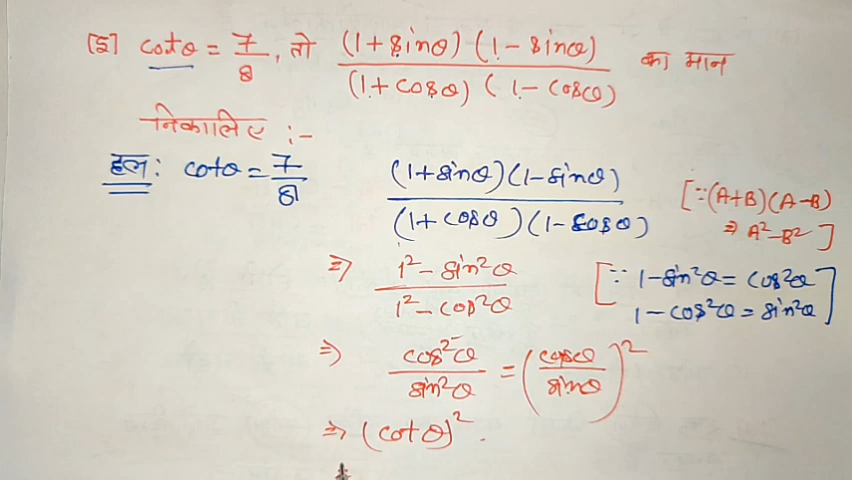 (इ) cotθ = 7/8, तो (1+sinθ)(1-sinθ) / (1+cosθ)(1-cosθ) का मान
निकालिए :-
हल: cotθ = 7/8 (1+sinθ)(1-sinθ) / (1+cosθ)(1-cosθ) [∵(A+B)(A-B)
⇒ A²-B²]
⇒ 1²-sin²θ / 1²-cos²θ [∵ 1-sin²θ = cos²θ
1-cos²θ = sin²θ]
⇒ cos²θ / sin²θ = (cosθ / sinθ)²
⇒ (cotθ)².